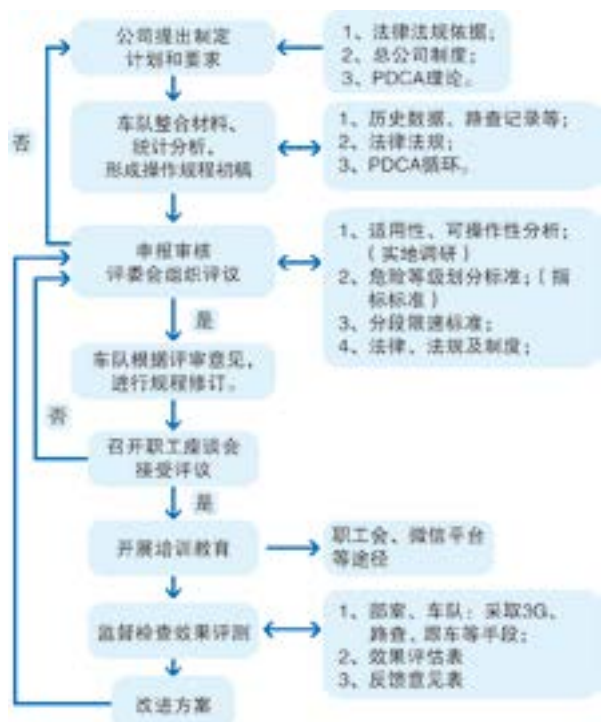 公司提出制定
计划和要求
1、法律法规依据；
2、总公司制度；
3、PDCA理论。
否
车队整合材料、
统计分析，
形成操作规程初稿
1、历史数据、路查记录等；
2、法律法规；
3、PDCA循环。
申报审核
评委会组织评议
1、适用性、可操作性分析；
（实地调研）
2、危险等级划分标准；（指
标标准）
3、分段限速标准；
4、法律、法规及制度；
是
车队根据评审意见，
进行规程修订。
否
召开职工座谈会
接受评议
是
开展培训教育
职工会、微信平台
等途径
监督检查效果评测
1、部室、车队：采取3G、
路查、跟车等手段；
2、效果评估表
3、反馈意见表
改进方案